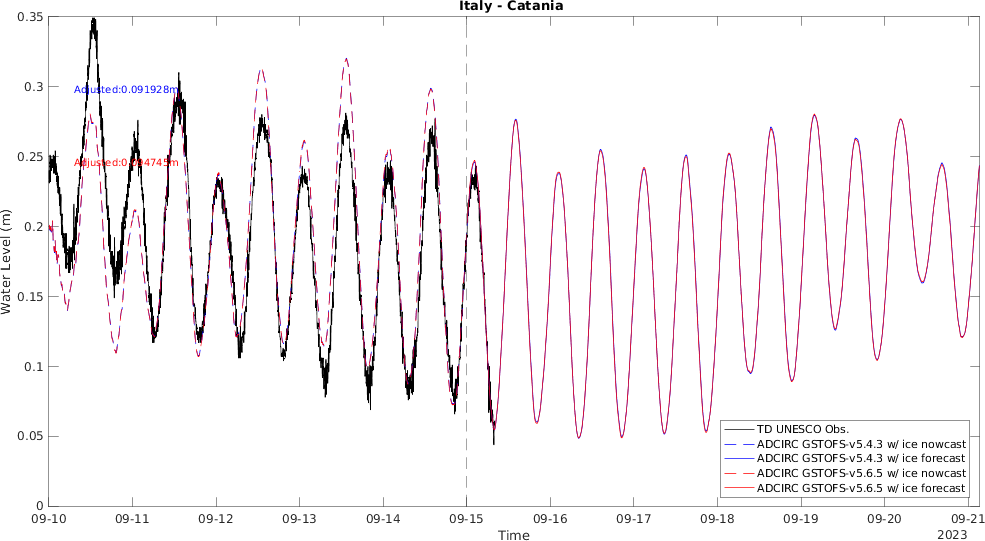 Italy - Catania
0.35
0.3
0.25
0.2
0.15
0.1
0.05
0
Water Level (m)
Adjusted:0.091928m
Adjusted:0.094745m
09-10
09-11
09-12
09-13
09-14
09-15
09-16
09-17
09-18
09-19
09-20
09-21
Time
2023
TD UNESCO Obs.
ADCIRC GSTOFS-v5.4.3 w/ ice nowcast
ADCIRC GSTOFS-v5.4.3 w/ ice forecast
ADCIRC GSTOFS-v5.6.5 w/ ice nowcast
ADCIRC GSTOFS-v5.6.5 w/ ice forecast